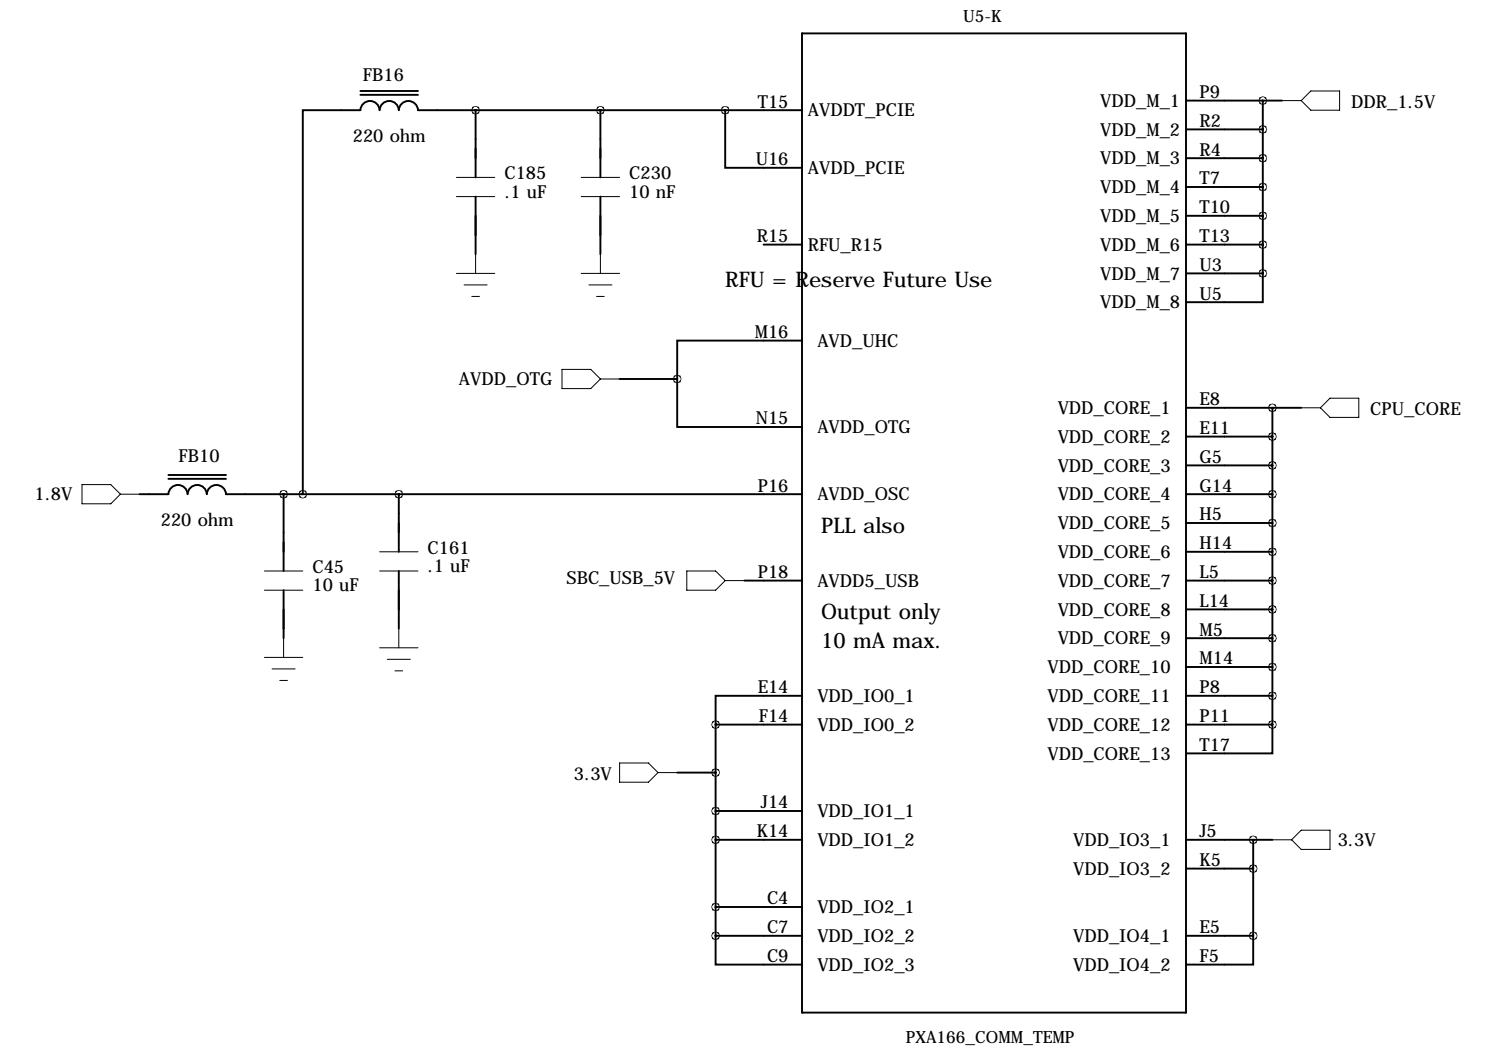 U5-K
FB16
220 ohm
C185
.1 uF
C230
10 nF
T15 AVDDT_PCIE
U16 AVDD_PCIE
R15 RFU_R15
RFU = Reserve Future Use
M16 AVD_UHC
AVDD_OTG
N15 AVDD_OTG
FB10
1.8V
220 ohm
P16 AVDD_OSC
PLL also
C45
10 uF
C161
.1 uF
SBC_USB_5V
P18 AVDD5_USB
Output only
10 mA max.
E14 VDD_IO0_1
F14 VDD_IO0_2
3.3V
J14 VDD_IO1_1
K14 VDD_IO1_2
C4 VDD_IO2_1
C7 VDD_IO2_2
C9 VDD_IO2_3
VDD_M_1 P9 DDR_1.5V
VDD_M_2 R2
VDD_M_3 R4
VDD_M_4 T7
VDD_M_5 T10
VDD_M_6 T13
VDD_M_7 U3
VDD_M_8 U5
VDD_CORE_1 E8 CPU_CORE
VDD_CORE_2 E11
VDD_CORE_3 G5
VDD_CORE_4 G14
VDD_CORE_5 H5
VDD_CORE_6 H14
VDD_CORE_7 L5
VDD_CORE_8 L14
VDD_CORE_9 M5
VDD_CORE_10 M14
VDD_CORE_11 P8
VDD_CORE_12 P11
VDD_CORE_13 T17
VDD_IO3_1 J5 3.3V
VDD_IO3_2 K5
VDD_IO4_1 E5
VDD_IO4_2 F5
PXA166_COMM_TEMP